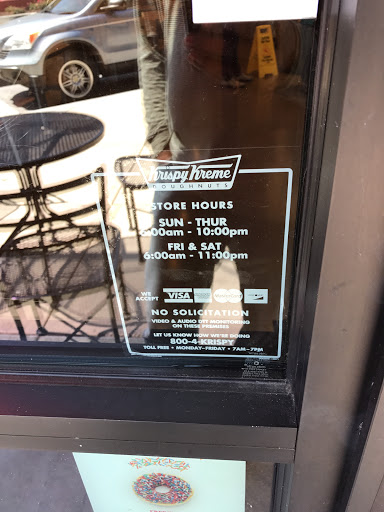 Krispy Kreme
DOUGHNUTS
STORE HOURS
SUN - THUR
6:00am - 10:00pm
FRI & SAT
6:00am - 11:00pm
WE
ACCEPT
VISA
NO SOLICITATION
VIDEO & AUDIO MONITORING
ON THESE PREMISES
LET US KNOW HOW WE'RE DOING
800-4-KRISPY
TOLL FREE • MONDAY-FRIDAY • 7AM-7PM